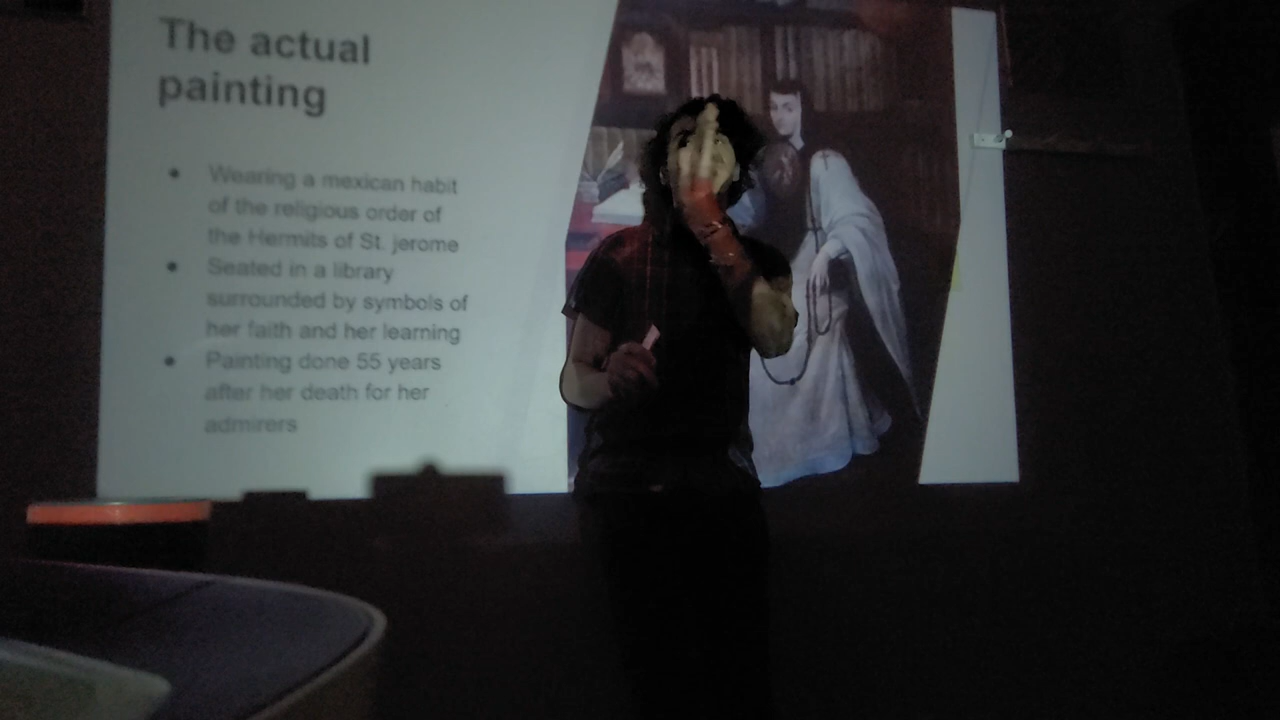 The actual
painting
• Wearing a mexican habit
of the religious order of
the Hermits of St. jerome
• Seated in a library
surrounded by symbols of
her faith and her learning
• Painting done 55 years
after her death for her
admirers